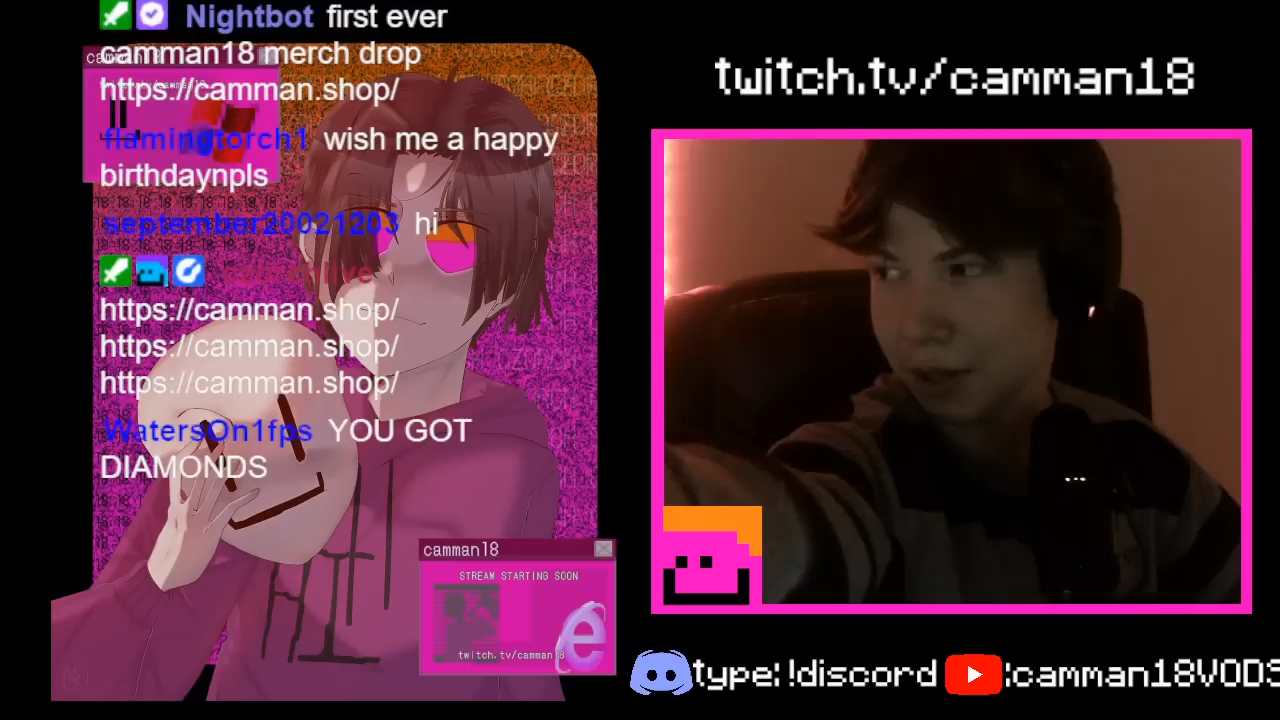 Nightbot first ever
camman18 merch drop
https://camman.shop/
flamingtorch1 wish me a happy
birthdaynpls
september20021203 hi
https://camman.shop/
https://camman.shop/
https://camman.shop/
WatersOn1fps YOU GOT
DIAMONDS
camman18
STREAM STARTING SOON
twitch.tv/camman18
twitch.tv/camman18
type: !discord
:camman18VODS